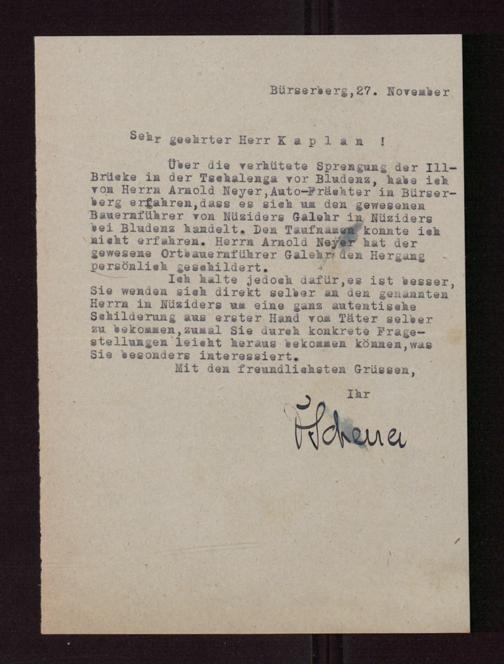 Bürserberg,27. November
Sehr geehrter Herr K a p l a n !
Über die verhütete Sprengung der Ill-
Brücke in der Tschalenga vor Bludenz, habe ich
von Herrn Arnold Neyer,Auto-Frächter in Bürser-
berg erfahren,dass es sich um den gewesenen
Bauernführer von Nüziders Galehr in Nüziders
bei Bludenz handelt. Den Taufnamen konnte ich
nicht erfahren. Herrn Arnold Neyer hat der
gewesene Ortbauernführer Galehr den Hergang
persönlich geschildert.
Ich halte jedoch dafür,es ist besser,
Sie wenden sich direkt selber an den genannten
Herrn in Nüziders um eine ganz autentische
Schilderung aus erster Hand vom Täter selber
zu bekommen,zumal Sie durch konkrete Frage-
stellungen leicht heraus bekommen können,was
Sie besonders interessiert.
Mit den freundlichsten Grüssen,
Ihr